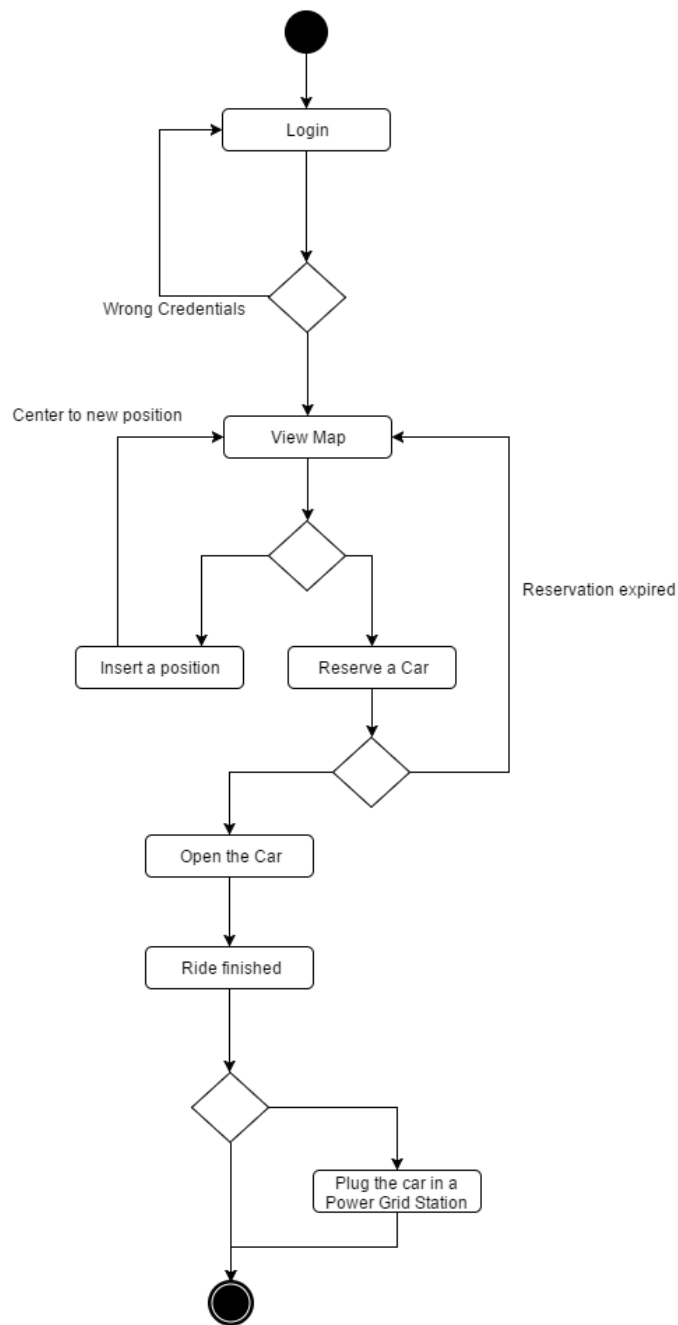 Login
Wrong Credentials
Center to new position
View Map
Reservation expired
Insert a position
Reserve a Car
Open the Car
Ride finished
Plug the car in a
Power Grid Station